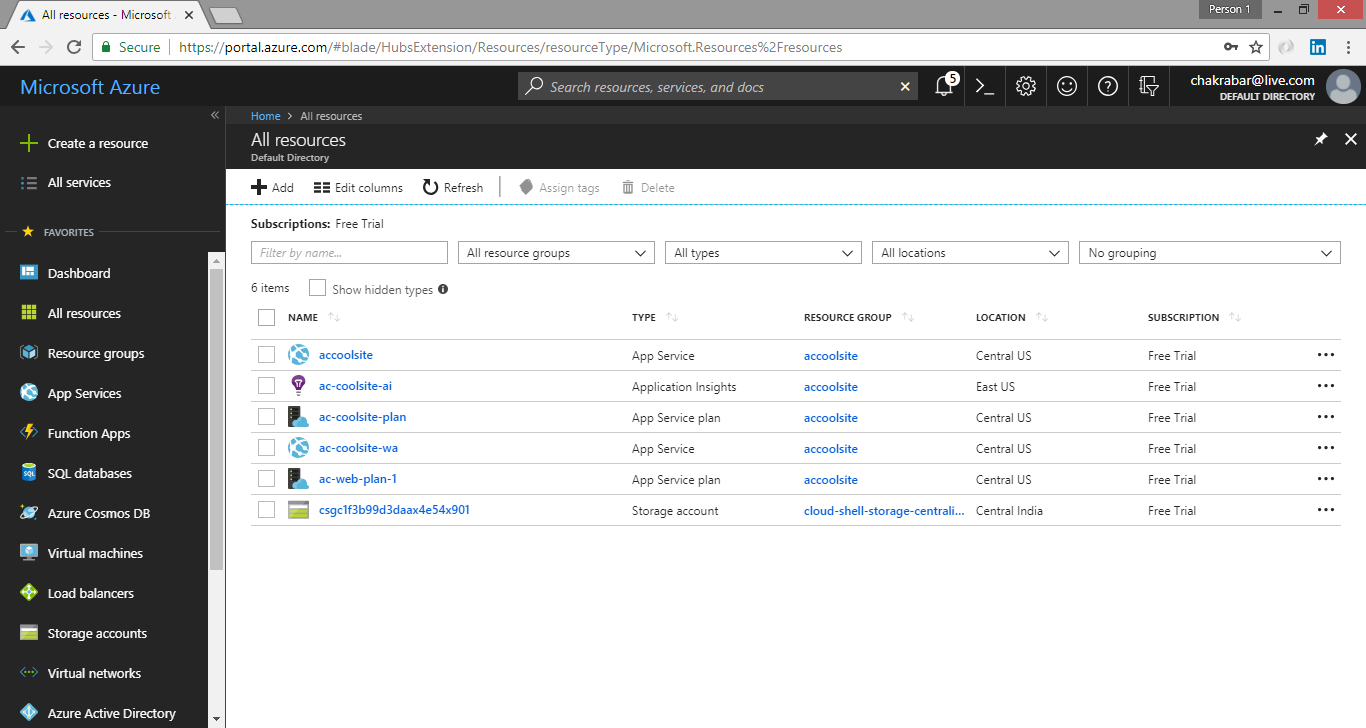 All resources - Microsoft
Person 1
Secure https://portal.azure.com/#blade/HubsExtension/Resources/resourceType/Microsoft.Resources%2Fresources
Microsoft Azure
Search resources, services, and docs
5
chakrabar@live.com
DEFAULT DIRECTORY
Create a resource
All services
FAVORITES
Dashboard
All resources
Resource groups
App Services
Function Apps
SQL databases
Azure Cosmos DB
Virtual machines
Load balancers
Storage accounts
Virtual networks
Azure Active Directory
Home > All resources
All resources
Default Directory
Add Edit columns Refresh Assign tags Delete
Subscriptions: Free Trial
Filter by name... All resource groups All types All locations No grouping
6 items Show hidden types
NAME TYPE RESOURCE GROUP LOCATION SUBSCRIPTION
accoolsite App Service accoolsite Central US Free Trial
ac-coolsite-ai Application Insights accoolsite East US Free Trial
ac-coolsite-plan App Service plan accoolsite Central US Free Trial
ac-coolsite-wa App Service accoolsite Central US Free Trial
ac-web-plan-1 App Service plan accoolsite Central US Free Trial
csgc1f3b99d3daax4e54x901 Storage account cloud-shell-storage-centrali... Central India Free Trial